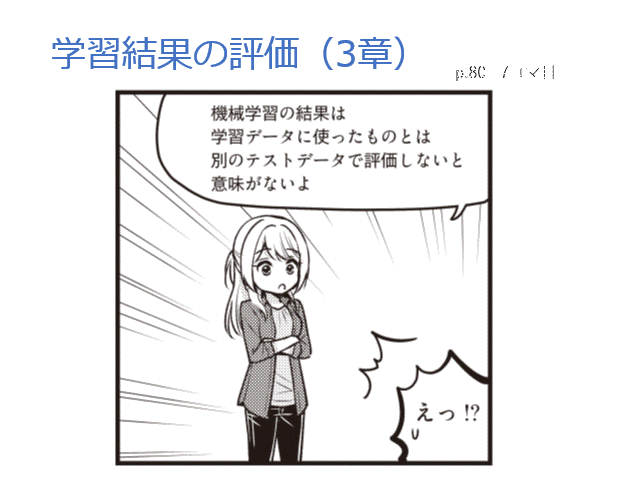 学習結果の評価（3章）
p.80
機械学習の結果は
学習データに使ったものとは
別のテストデータで評価しないと
意味がないよ
えっ!?